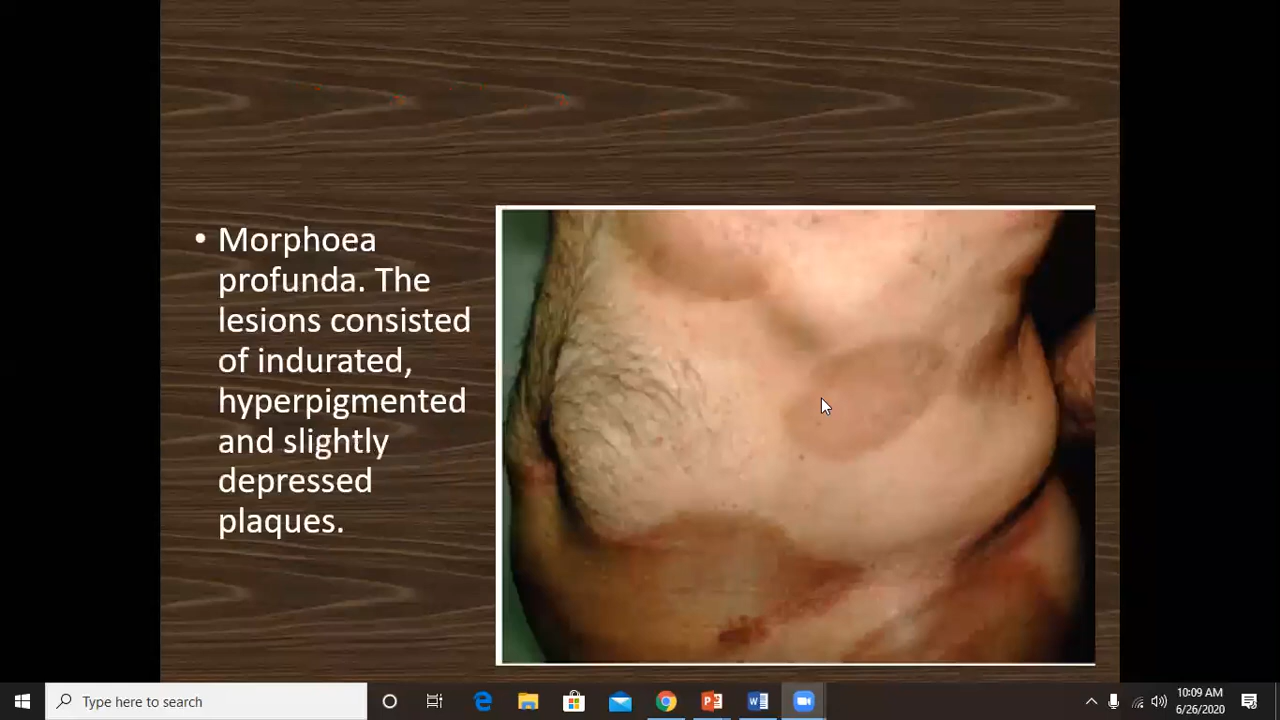 • Morphoea
profunda. The
lesions consisted
of indurated,
hyperpigmented
and slightly
depressed
plaques.
Type here to search
10:09 AM
6/26/2020